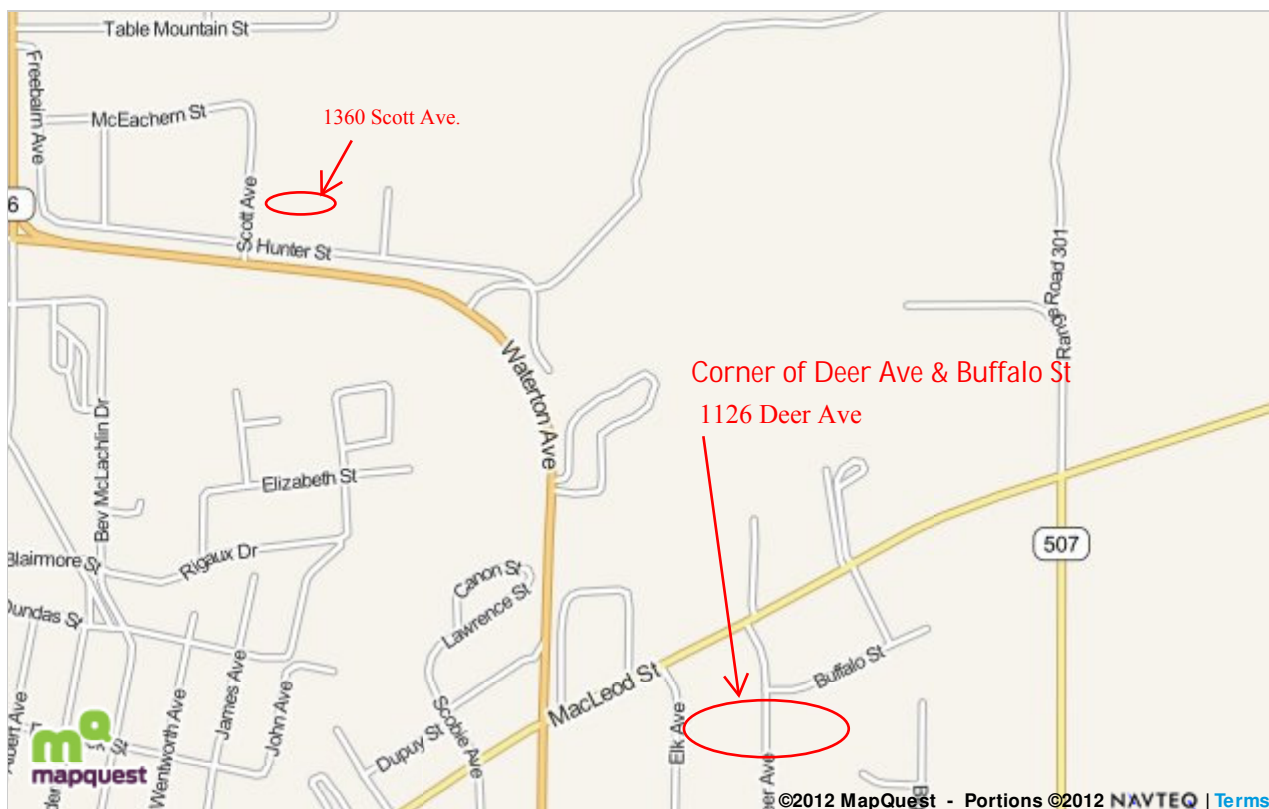 Table Mountain St
Freebairn Ave
McEachern St
1360 Scott Ave.
6
Scott Ave
Hunter St
Range Road 301
Waterton Ave
Corner of Deer Ave & Buffalo St
1126 Deer Ave
Bev McLachlin Dr
Elizabeth St
507
Blairmore St
Rigaux Dr
Canon St
Lawrence St
Dundas St
James Ave
John Ave
Wentworth Ave
Albert Ave
Buffalo St
MacLeod St
Elk Ave
Scobie Ave
Dupuy St
er Ave
mq
mapquest
©2012 MapQuest - Portions ©2012 NAVTEQ | Terms